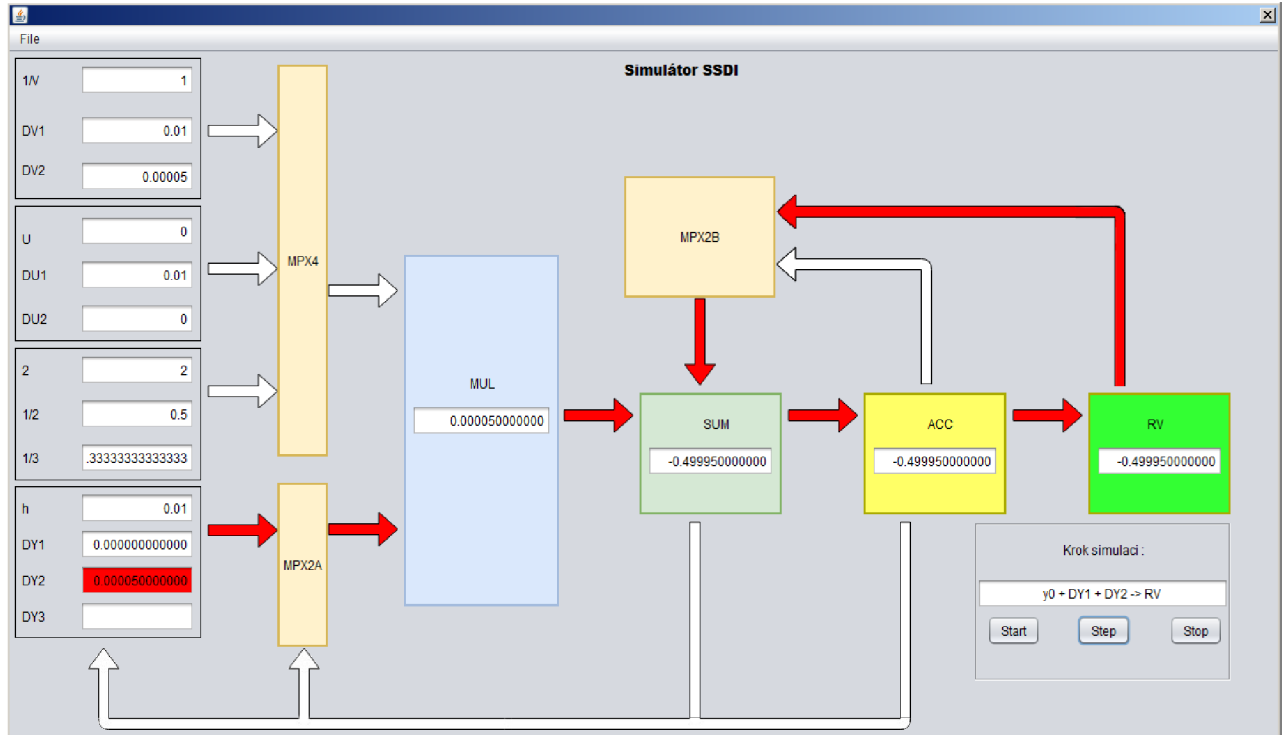 File
Simulátor SSDI
1/V 1
DV1 0.01
DV2 0.00005
U 0
DU1 0.01
DU2 0
2 2
1/2 0.5
1/3 .33333333333333
h 0.01
DY1 0.000000000000
DY2 0.000050000000
DY3
MPX4
MPX2A
MUL
0.000050000000
MPX2B
SUM
-0.499950000000
ACC
-0.499950000000
RV
-0.499950000000
Krok simulaci :
y0 + DY1 + DY2 -> RV
Start Step Stop